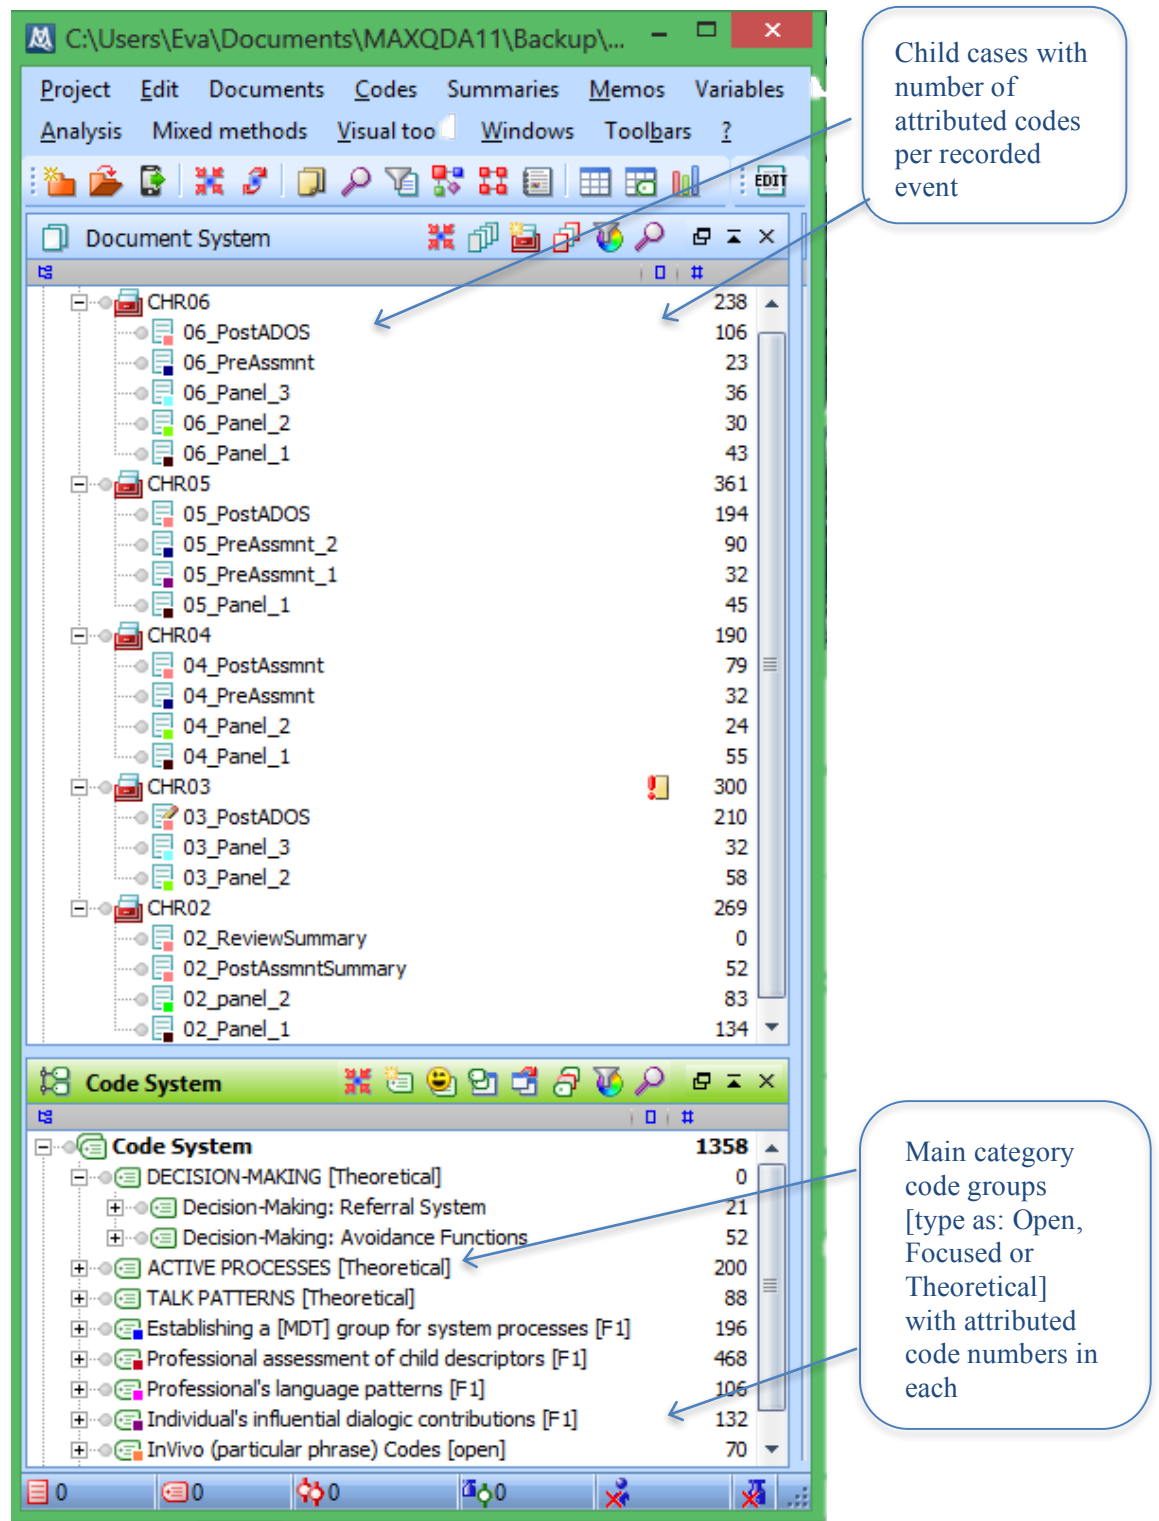 C:\Users\Eva\Documents\MAXQDA11\Backup\...
Project Edit Documents Codes Summaries Memos Variables
Analysis Mixed methods Visual too Windows Toolbars ?
EDIT
Document System
CHR06 238
06_PostADOS 106
06_PreAssmnt 23
06_Panel_3 36
06_Panel_2 30
06_Panel_1 43
CHR05 361
05_PostADOS 194
05_PreAssmnt_2 90
05_PreAssmnt_1 32
05_Panel_1 45
CHR04 190
04_PostAssmnt 79
04_PreAssmnt 32
04_Panel_2 24
04_Panel_1 55
CHR03 300
03_PostADOS 210
03_Panel_3 32
03_Panel_2 58
CHR02 269
02_ReviewSummary 0
02_PostAssmntSummary 52
02_panel_2 83
02_Panel_1 134
Code System
Code System 1358
DECISION-MAKING [Theoretical] 0
Decision-Making: Referral System 21
Decision-Making: Avoidance Functions 52
ACTIVE PROCESSES [Theoretical] 200
TALK PATTERNS [Theoretical] 88
Establishing a [MDT] group for system processes [F1] 196
Professional assessment of child descriptors [F1] 468
Professional's language patterns [F1] 106
Individual's influential dialogic contributions [F1] 132
InVivo (particular phrase) Codes [open] 70
0 0 0 0
Child cases with
number of
attributed codes
per recorded
event
Main category
code groups
[type as: Open,
Focused or
Theoretical]
with attributed
code numbers in
each